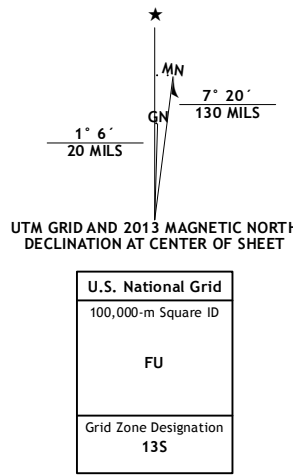 ★
MN
GN
7° 20´
130 MILS
1° 6´
20 MILS
UTM GRID AND 2013 MAGNETIC NORTH
DECLINATION AT CENTER OF SHEET
U.S. National Grid
100,000-m Square ID
FU
Grid Zone Designation
13S